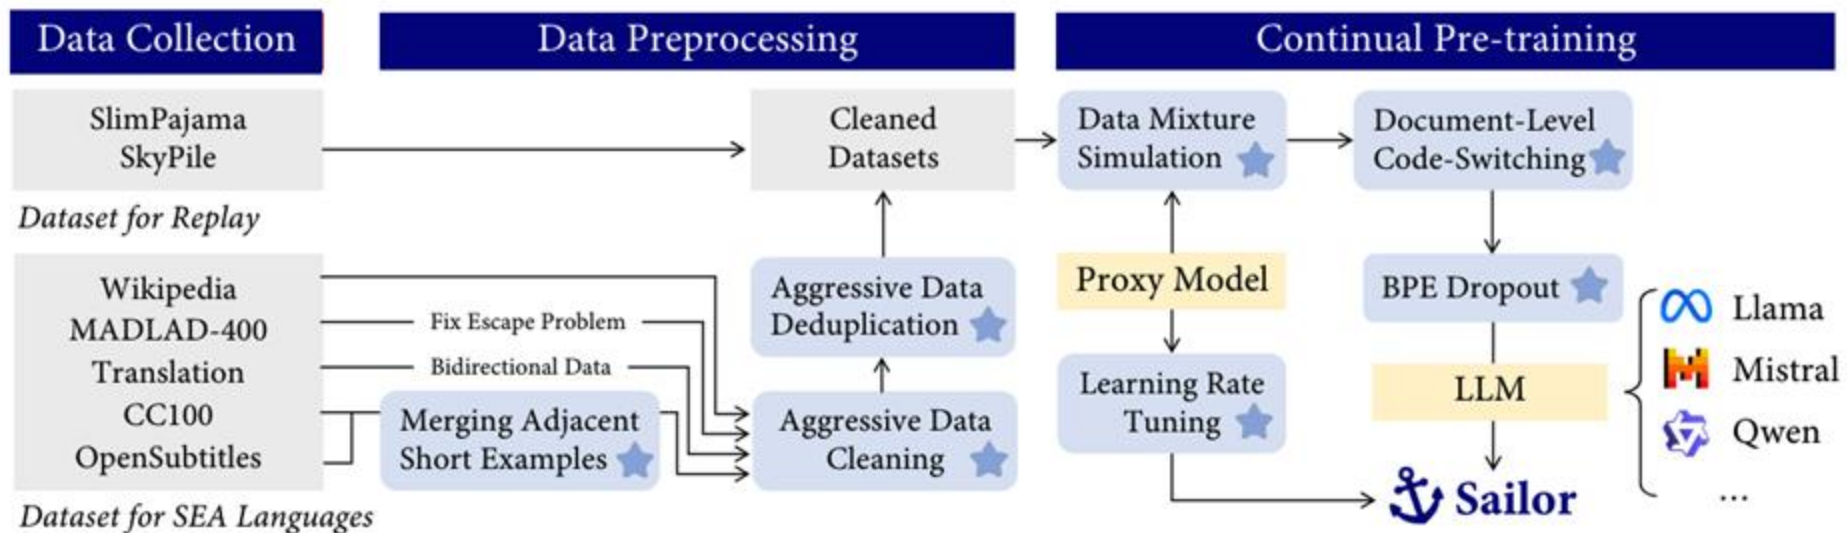 Data Collection
Data Preprocessing
Continual Pre-training
SlimPajama
SkyPile
Dataset for Replay
Wikipedia
MADLAD-400
Translation
CC100
OpenSubtitles
Dataset for SEA Languages
Fix Escape Problem
Bidirectional Data
Merging Adjacent
Short Examples
Cleaned
Datasets
Aggressive Data
Deduplication
Aggressive Data
Cleaning
Data Mixture
Simulation
Proxy Model
Learning Rate
Tuning
Document-Level
Code-Switching
BPE Dropout
LLM
Sailor
Llama
Mistral
Qwen
...